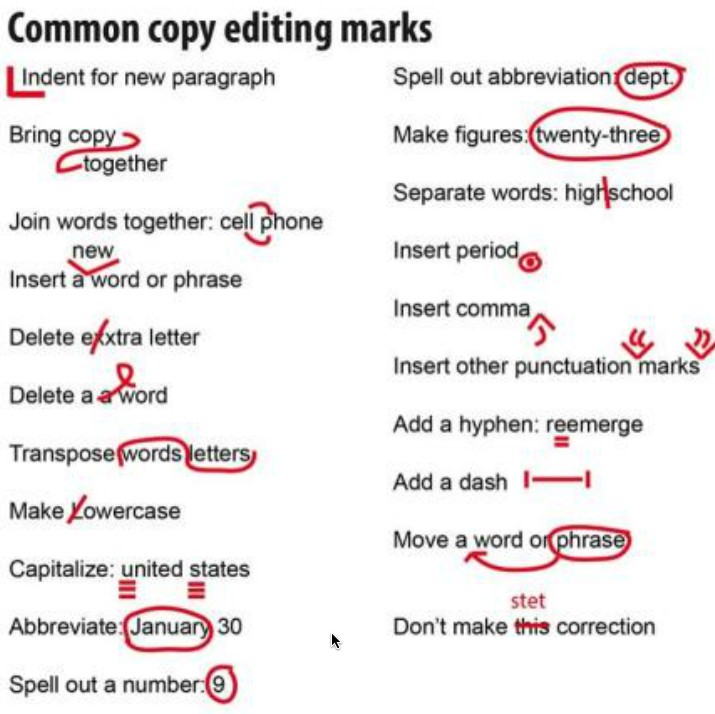 Common copy editing marks
Indent for new paragraph
Bring copy
together
Join words together: cell phone
new
Insert a word or phrase
Delete exxtra letter
Delete a a word
Transpose words letters
Make Lowercase
Capitalize: united states
Abbreviate: January 30
Spell out a number: 9
Spell out abbreviation: dept.
Make figures: twenty-three
Separate words: highschool
Insert period
Insert comma
Insert other punctuation marks
Add a hyphen: reemerge
Add a dash
Move a word or phrase
stet
Don't make this correction